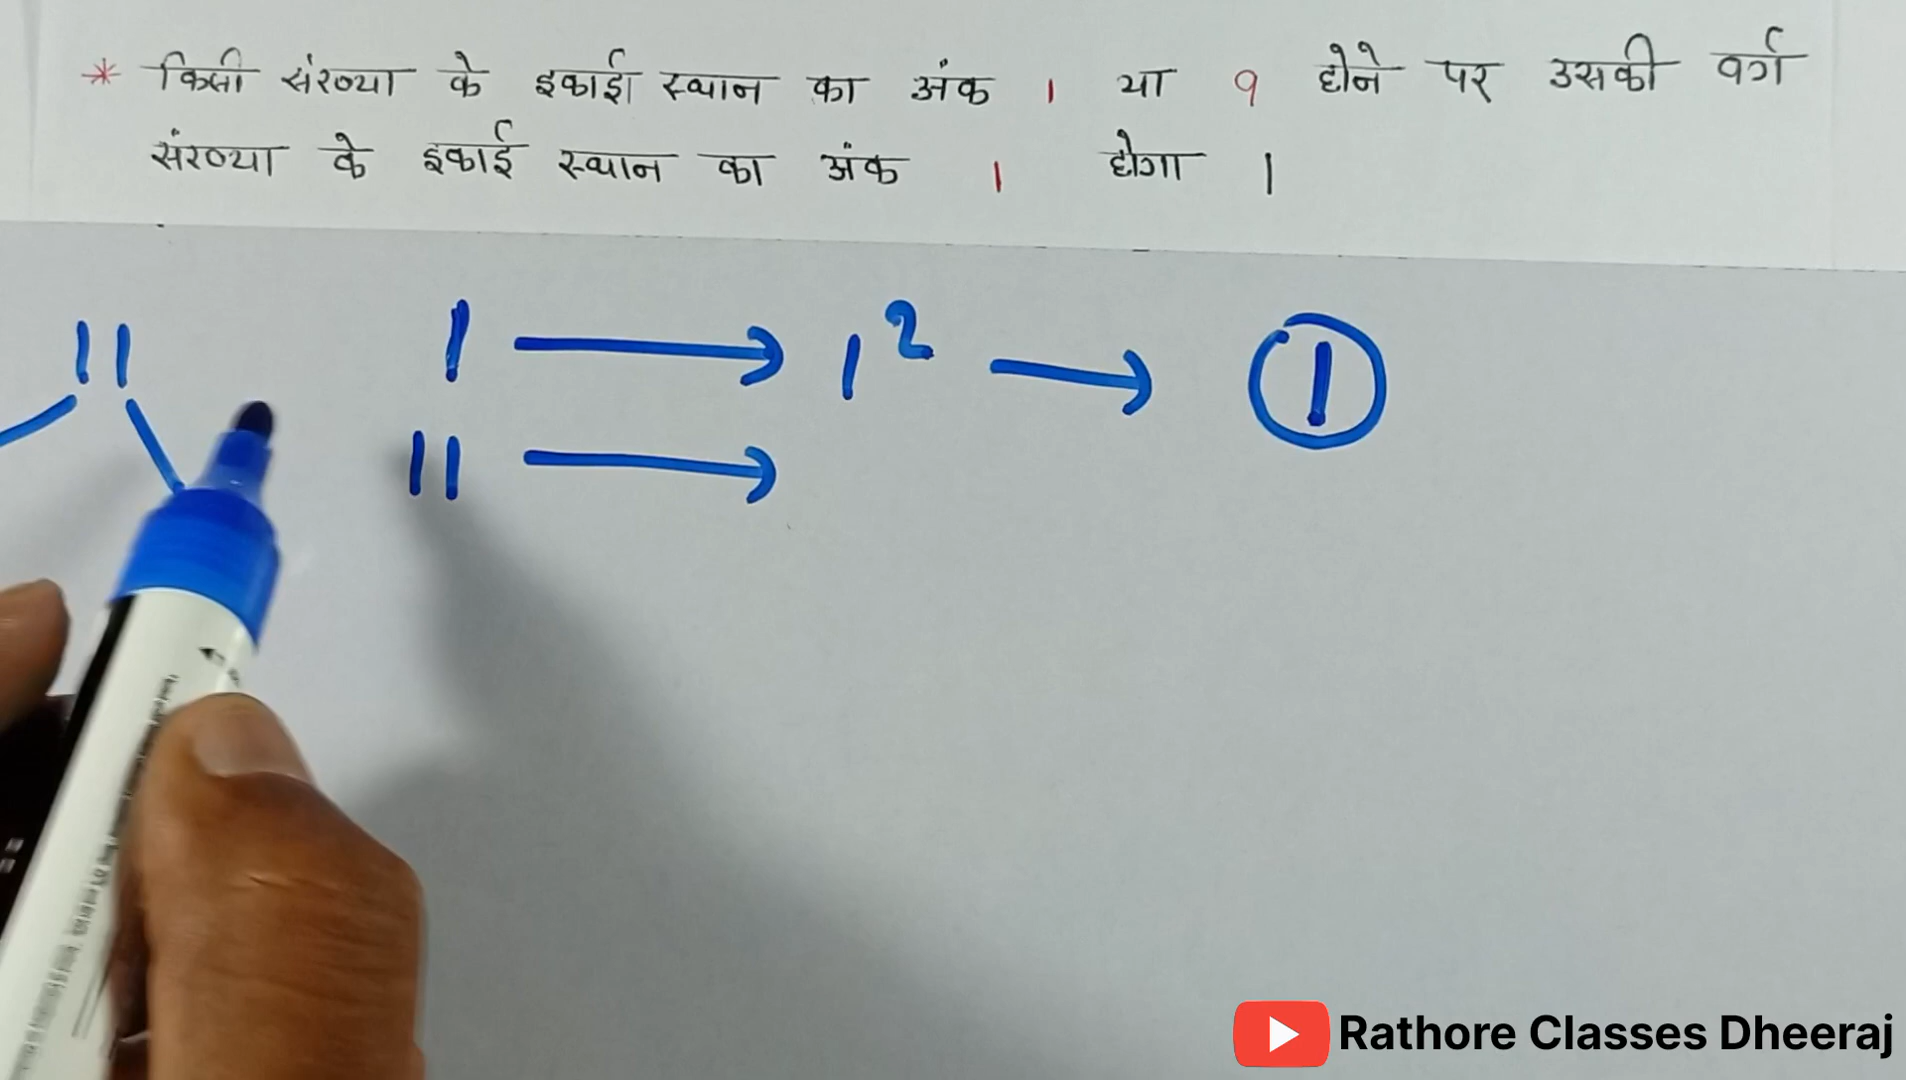 * किसी संख्या के इकाई स्थान का अंक 1 या 9 होने पर उसकी वर्ग
संख्या के इकाई स्थान का अंक 1 होगा ।
11
1 → 1² → 1
11 →
Rathore Classes Dheeraj